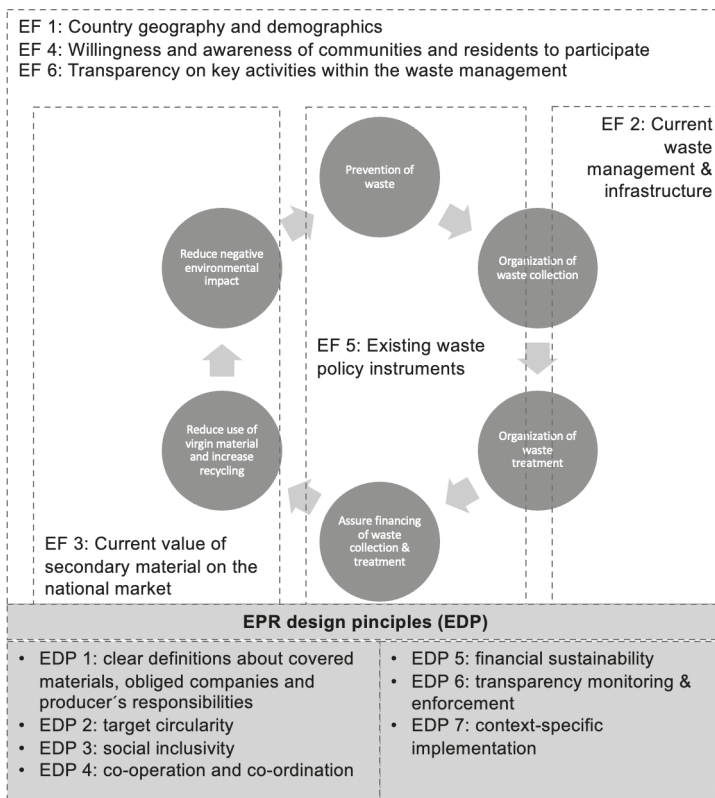 EF 1: Country geography and demographics
EF 4: Willingness and awareness of communities and residents to participate
EF 6: Transparency on key activities within the waste management
EF 2: Current
waste
management &
infrastructure
Prevention of
waste
Organization of
waste collection
Organization of
waste
treatment
Assure financing
of waste
collection &
treatment
Reduce use of
virgin material
and increase
recycling
Reduce negative
environmental
impact
EF 5: Existing waste
policy instruments
EF 3: Current value of
secondary material on the
national market
EPR design pinciples (EDP)
• EDP 1: clear definitions about covered
materials, obliged companies and
producer´s responsibilities
• EDP 2: target circularity
• EDP 3: social inclusivity
• EDP 4: co-operation and co-ordination
• EDP 5: financial sustainability
• EDP 6: transparency monitoring &
enforcement
• EDP 7: context-specific
implementation